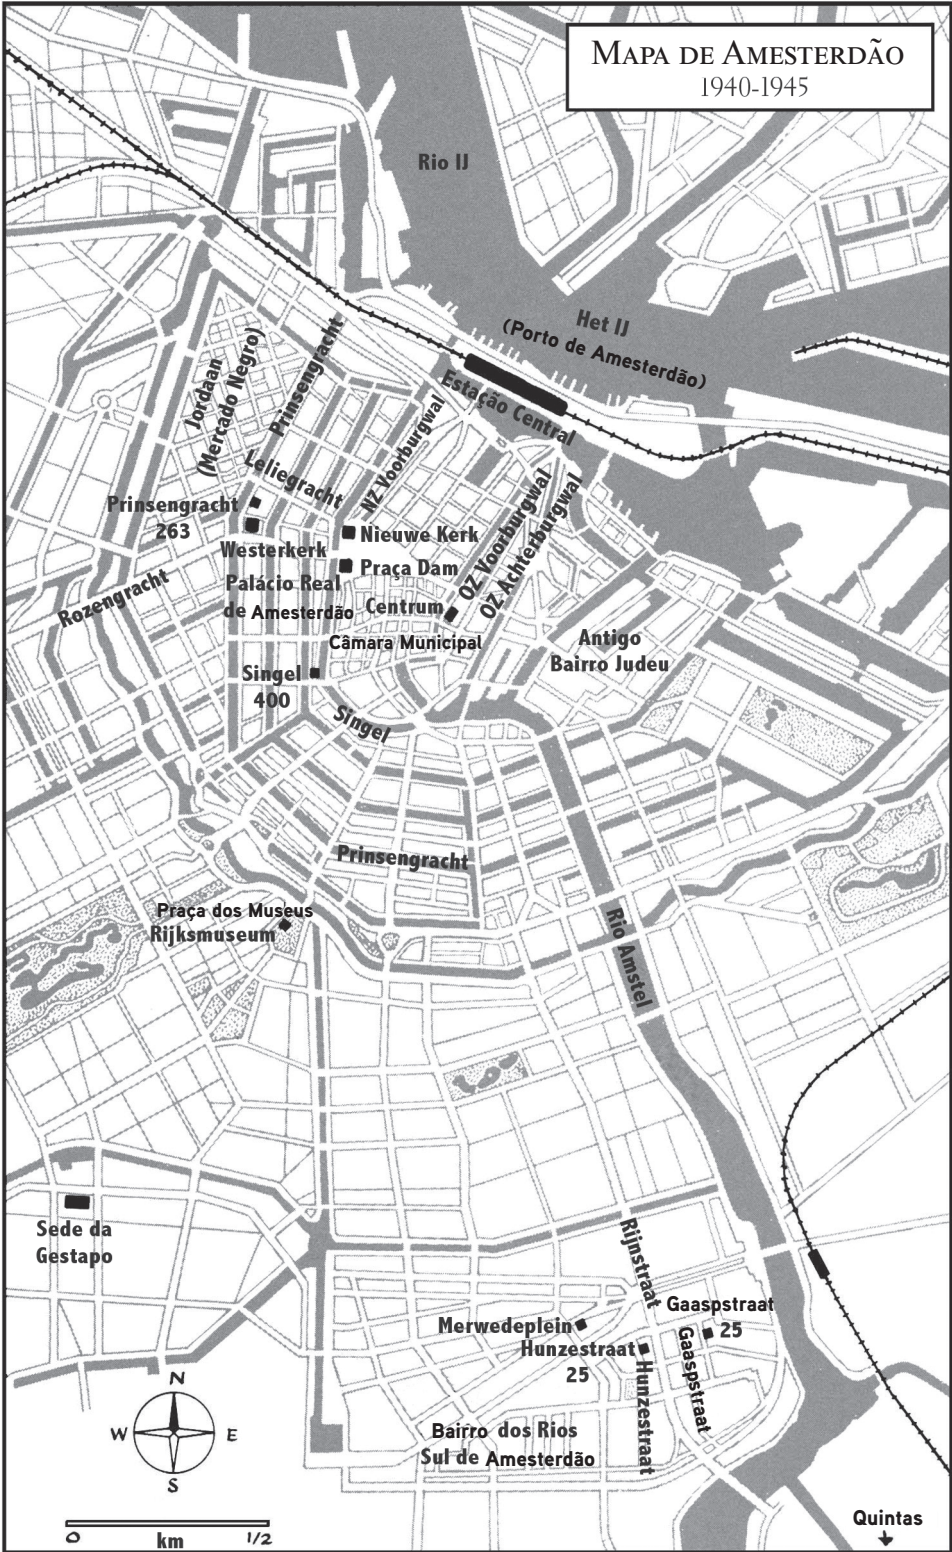 Mapa de Amesterdão
1940-1945
Rio IJ
Het IJ
(Porto de Amesterdão)
Estação Central
Jordaan
(Mercado Negro)
Prinsengracht
Leliegracht
NZ Voorburgwal
Prinsengracht
263
Westerkerk
Nieuwe Kerk
Praça Dam
OZ Voorburgwal
OZ Achterburgwal
Rozengracht
Palácio Real
de Amesterdão
Centrum
Câmara Municipal
Antigo
Bairro Judeu
Singel
400
Singel
Prinsengracht
Praça dos Museus
Rijksmuseum
Rio Amstel
Sede da
Gestapo
Rijnstraat
Gaaspstraat
25
Merwedeplein
Hunzestraat
25
Gaaspstraat
Hunzestraat
Bairro dos Rios
Sul de Amesterdão
N
W E
S
0 km 1/2
Quintas